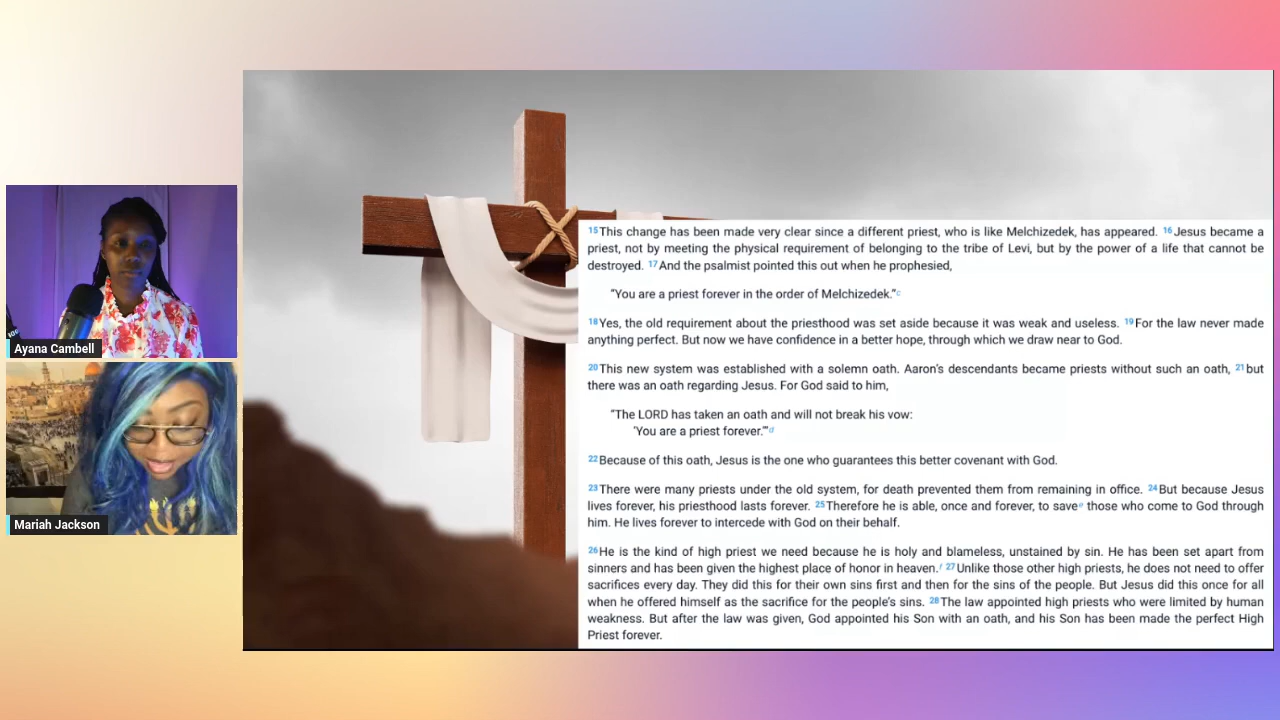 Ayana Cambell
Mariah Jackson
15This change has been made very clear since a different priest, who is like Melchizedek, has appeared. 16Jesus became a
priest, not by meeting the physical requirement of belonging to the tribe of Levi, but by the power of a life that cannot be
destroyed. 17And the psalmist pointed this out when he prophesied,
“You are a priest forever in the order of Melchizedek.”c
18Yes, the old requirement about the priesthood was set aside because it was weak and useless. 19For the law never made
anything perfect. But now we have confidence in a better hope, through which we draw near to God.
20This new system was established with a solemn oath. Aaron’s descendants became priests without such an oath, 21but
there was an oath regarding Jesus. For God said to him,
“The LORD has taken an oath and will not break his vow:
‘You are a priest forever.’”d
22Because of this oath, Jesus is the one who guarantees this better covenant with God.
23There were many priests under the old system, for death prevented them from remaining in office. 24But because Jesus
lives forever, his priesthood lasts forever. 25Therefore he is able, once and forever, to savee those who come to God through
him. He lives forever to intercede with God on their behalf.
26He is the kind of high priest we need because he is holy and blameless, unstained by sin. He has been set apart from
sinners and has been given the highest place of honor in heaven.f 27Unlike those other high priests, he does not need to offer
sacrifices every day. They did this for their own sins first and then for the sins of the people. But Jesus did this once for all
when he offered himself as the sacrifice for the people’s sins. 28The law appointed high priests who were limited by human
weakness. But after the law was given, God appointed his Son with an oath, and his Son has been made the perfect High
Priest forever.